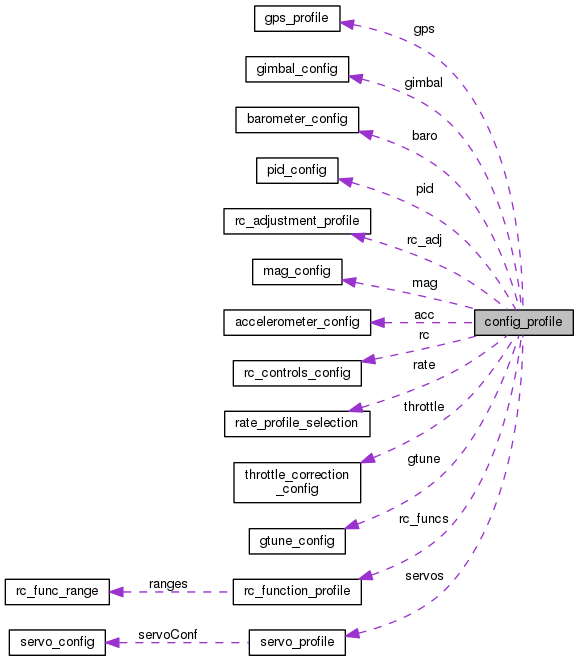 gps_profile
gps
gimbal_config
gimbal
barometer_config
baro
pid_config
pid
rc_adjustment_profile
rc_adj
mag_config
mag
accelerometer_config
acc
config_profile
rc
rc_controls_config
rate
rate_profile_selection
throttle
throttle_correction
_config
gtune
gtune_config
rc_funcs
rc_func_range
ranges
rc_function_profile
servos
servo_config
servoConf
servo_profile